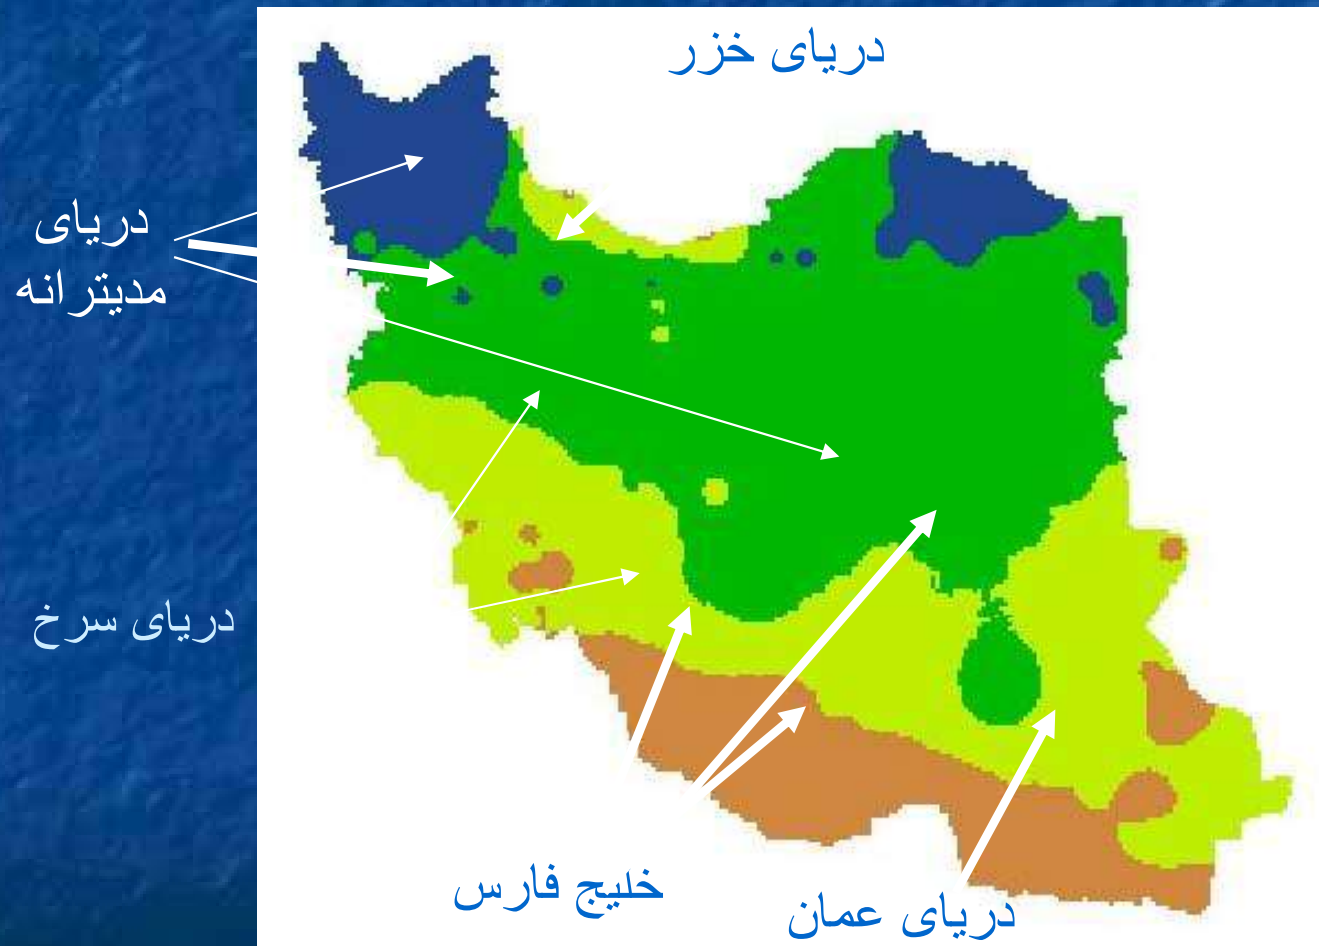 دریای خزر
دریای
مدیترانه
دریای سرخ
خلیج فارس
دریای عمان